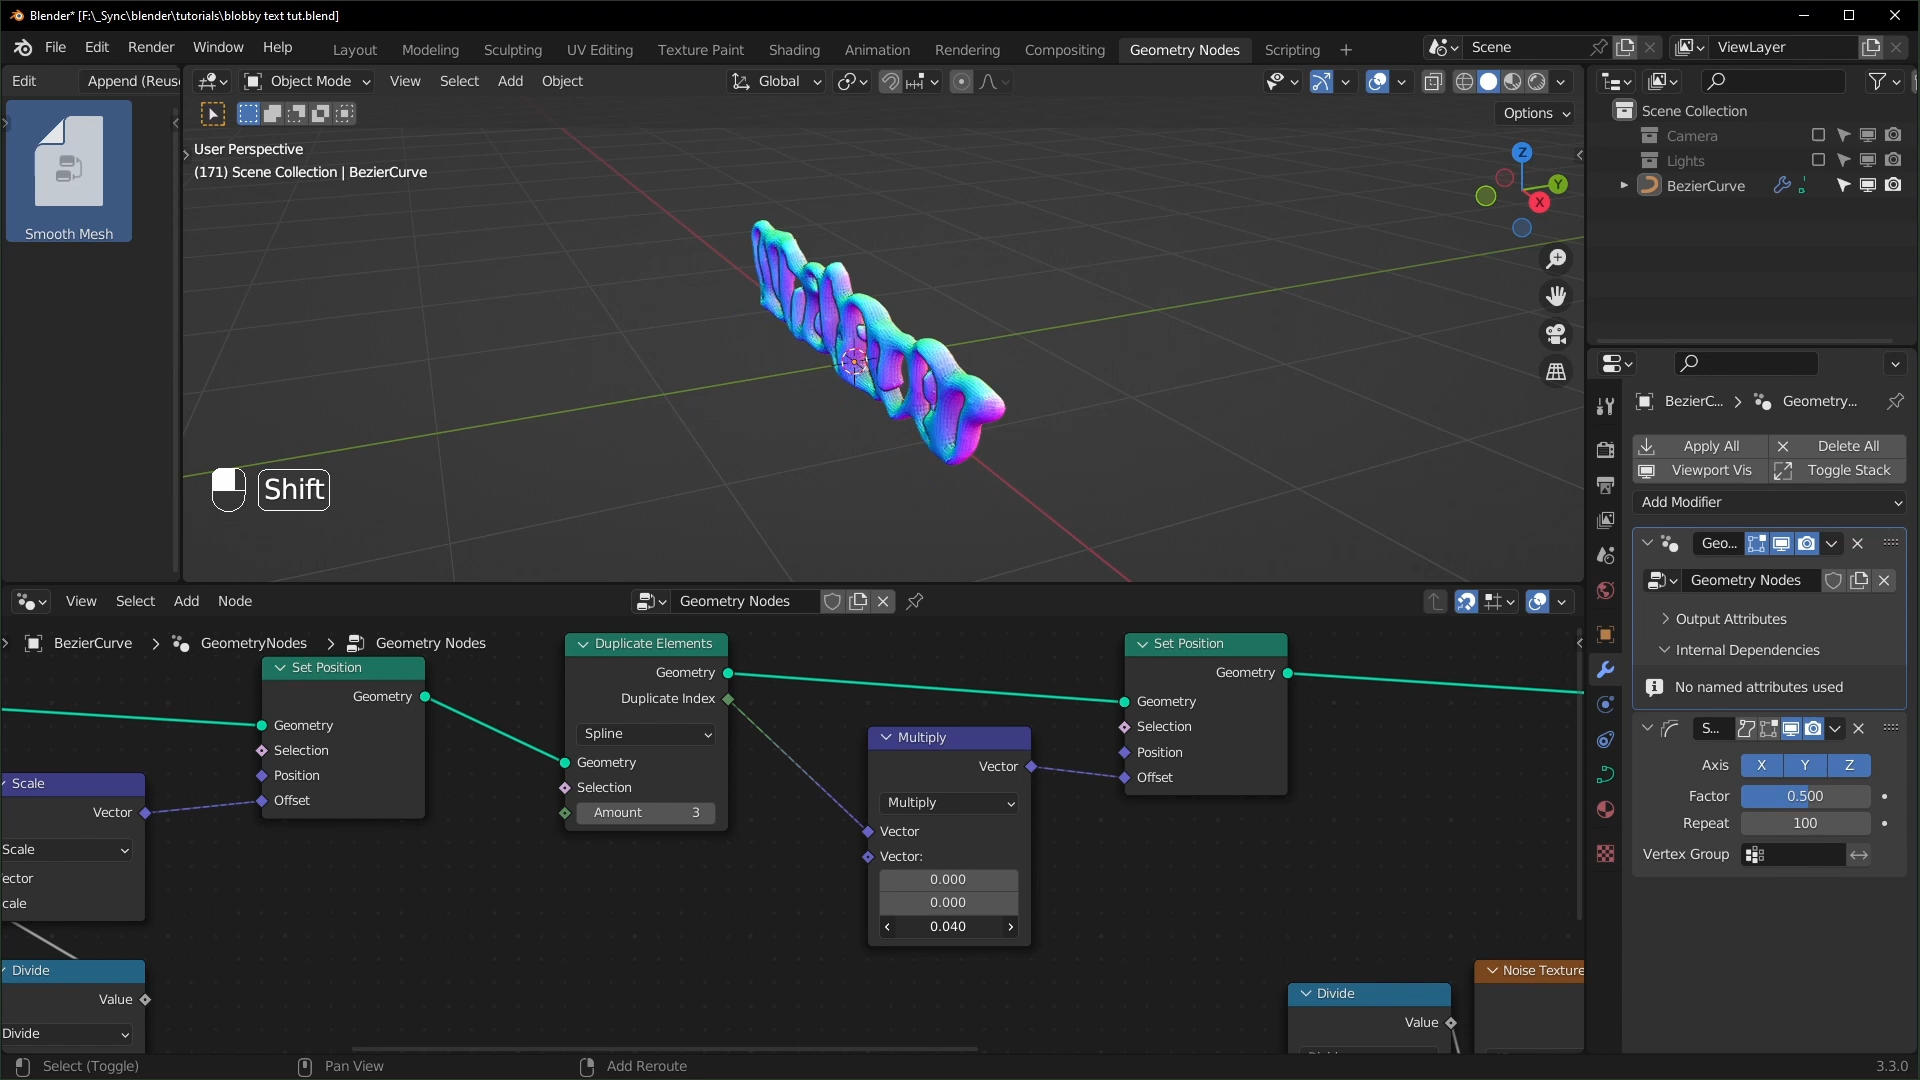 Blender* [F:\_Sync\blender\tutorials\blobby text tut.blend]
File Edit Render Window Help
Layout Modeling Sculpting UV Editing Texture Paint Shading Animation Rendering Compositing Geometry Nodes Scripting
Scene
ViewLayer
Edit Append (Reus
Object Mode View Select Add Object
Global
Options
Smooth Mesh
User Perspective
(171) Scene Collection | BezierCurve
Z
Y
X
Shift
Scene Collection
Camera
Lights
BezierCurve
BezierC... > Geometry...
Apply All
Delete All
Viewport Vis
Toggle Stack
Add Modifier
Geo...
Geometry Nodes
Output Attributes
Internal Dependencies
No named attributes used
S...
Axis X Y Z
Factor 0.500
Repeat 100
Vertex Group
View Select Add Node
Geometry Nodes
BezierCurve > GeometryNodes > Geometry Nodes
Scale
Vector
Scale
ector
cale
Divide
Value
Divide
Set Position
Geometry
Geometry
Selection
Position
Offset
Duplicate Elements
Geometry
Duplicate Index
Spline
Geometry
Selection
Amount 3
Multiply
Vector
Multiply
Vector
Vector:
0.000
0.000
0.040
Set Position
Geometry
Geometry
Selection
Position
Offset
Divide
Value
Noise Texture
Select (Toggle)
Pan View
Add Reroute
3.3.0